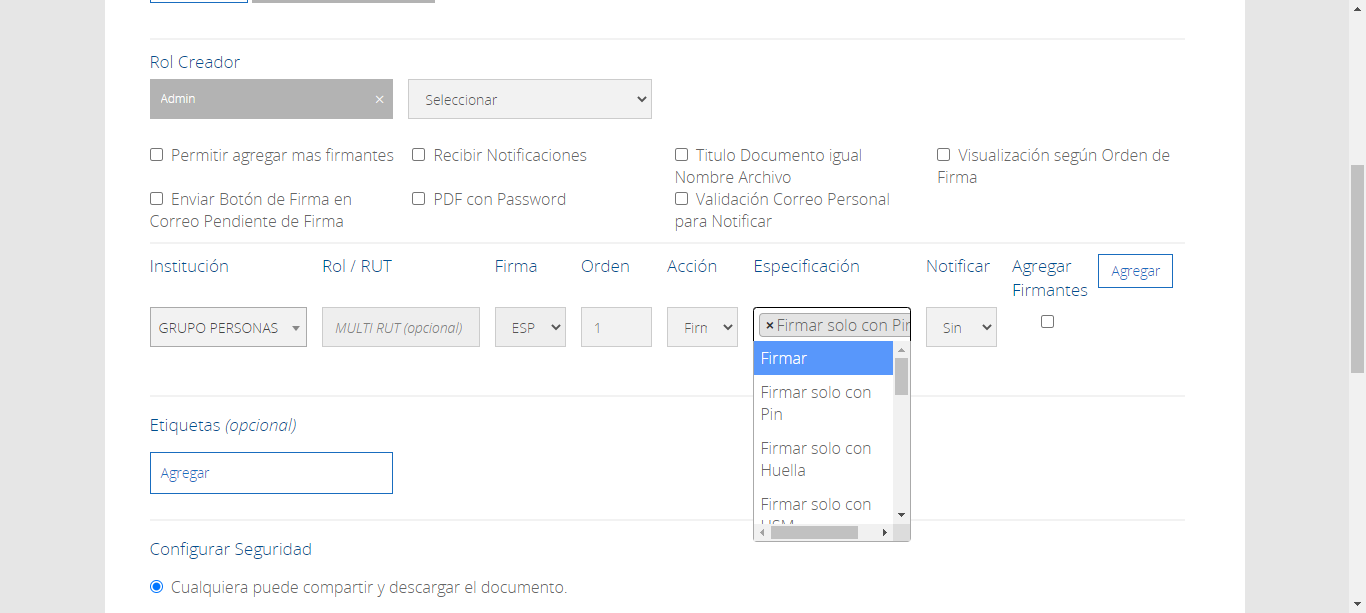 Rol Creador
Admin ×
Seleccionar
Permitir agregar mas firmantes
Recibir Notificaciones
Titulo Documento igual
Nombre Archivo
Visualización según Orden de
Firma
Enviar Botón de Firma en
Correo Pendiente de Firma
PDF con Password
Validación Correo Personal
para Notificar
Institución
Rol / RUT
Firma
Orden
Acción
Especificación
Notificar
Agregar
Firmantes
Agregar
GRUPO PERSONAS
MULTI RUT (opcional)
ESP
1
Firn
× Firmar solo con Pin
Sin
Firmar
Firmar solo con
Pin
Firmar solo con
Huella
Firmar solo con
HSM
Etiquetas (opcional)
Agregar
Configurar Seguridad
Cualquiera puede compartir y descargar el documento.